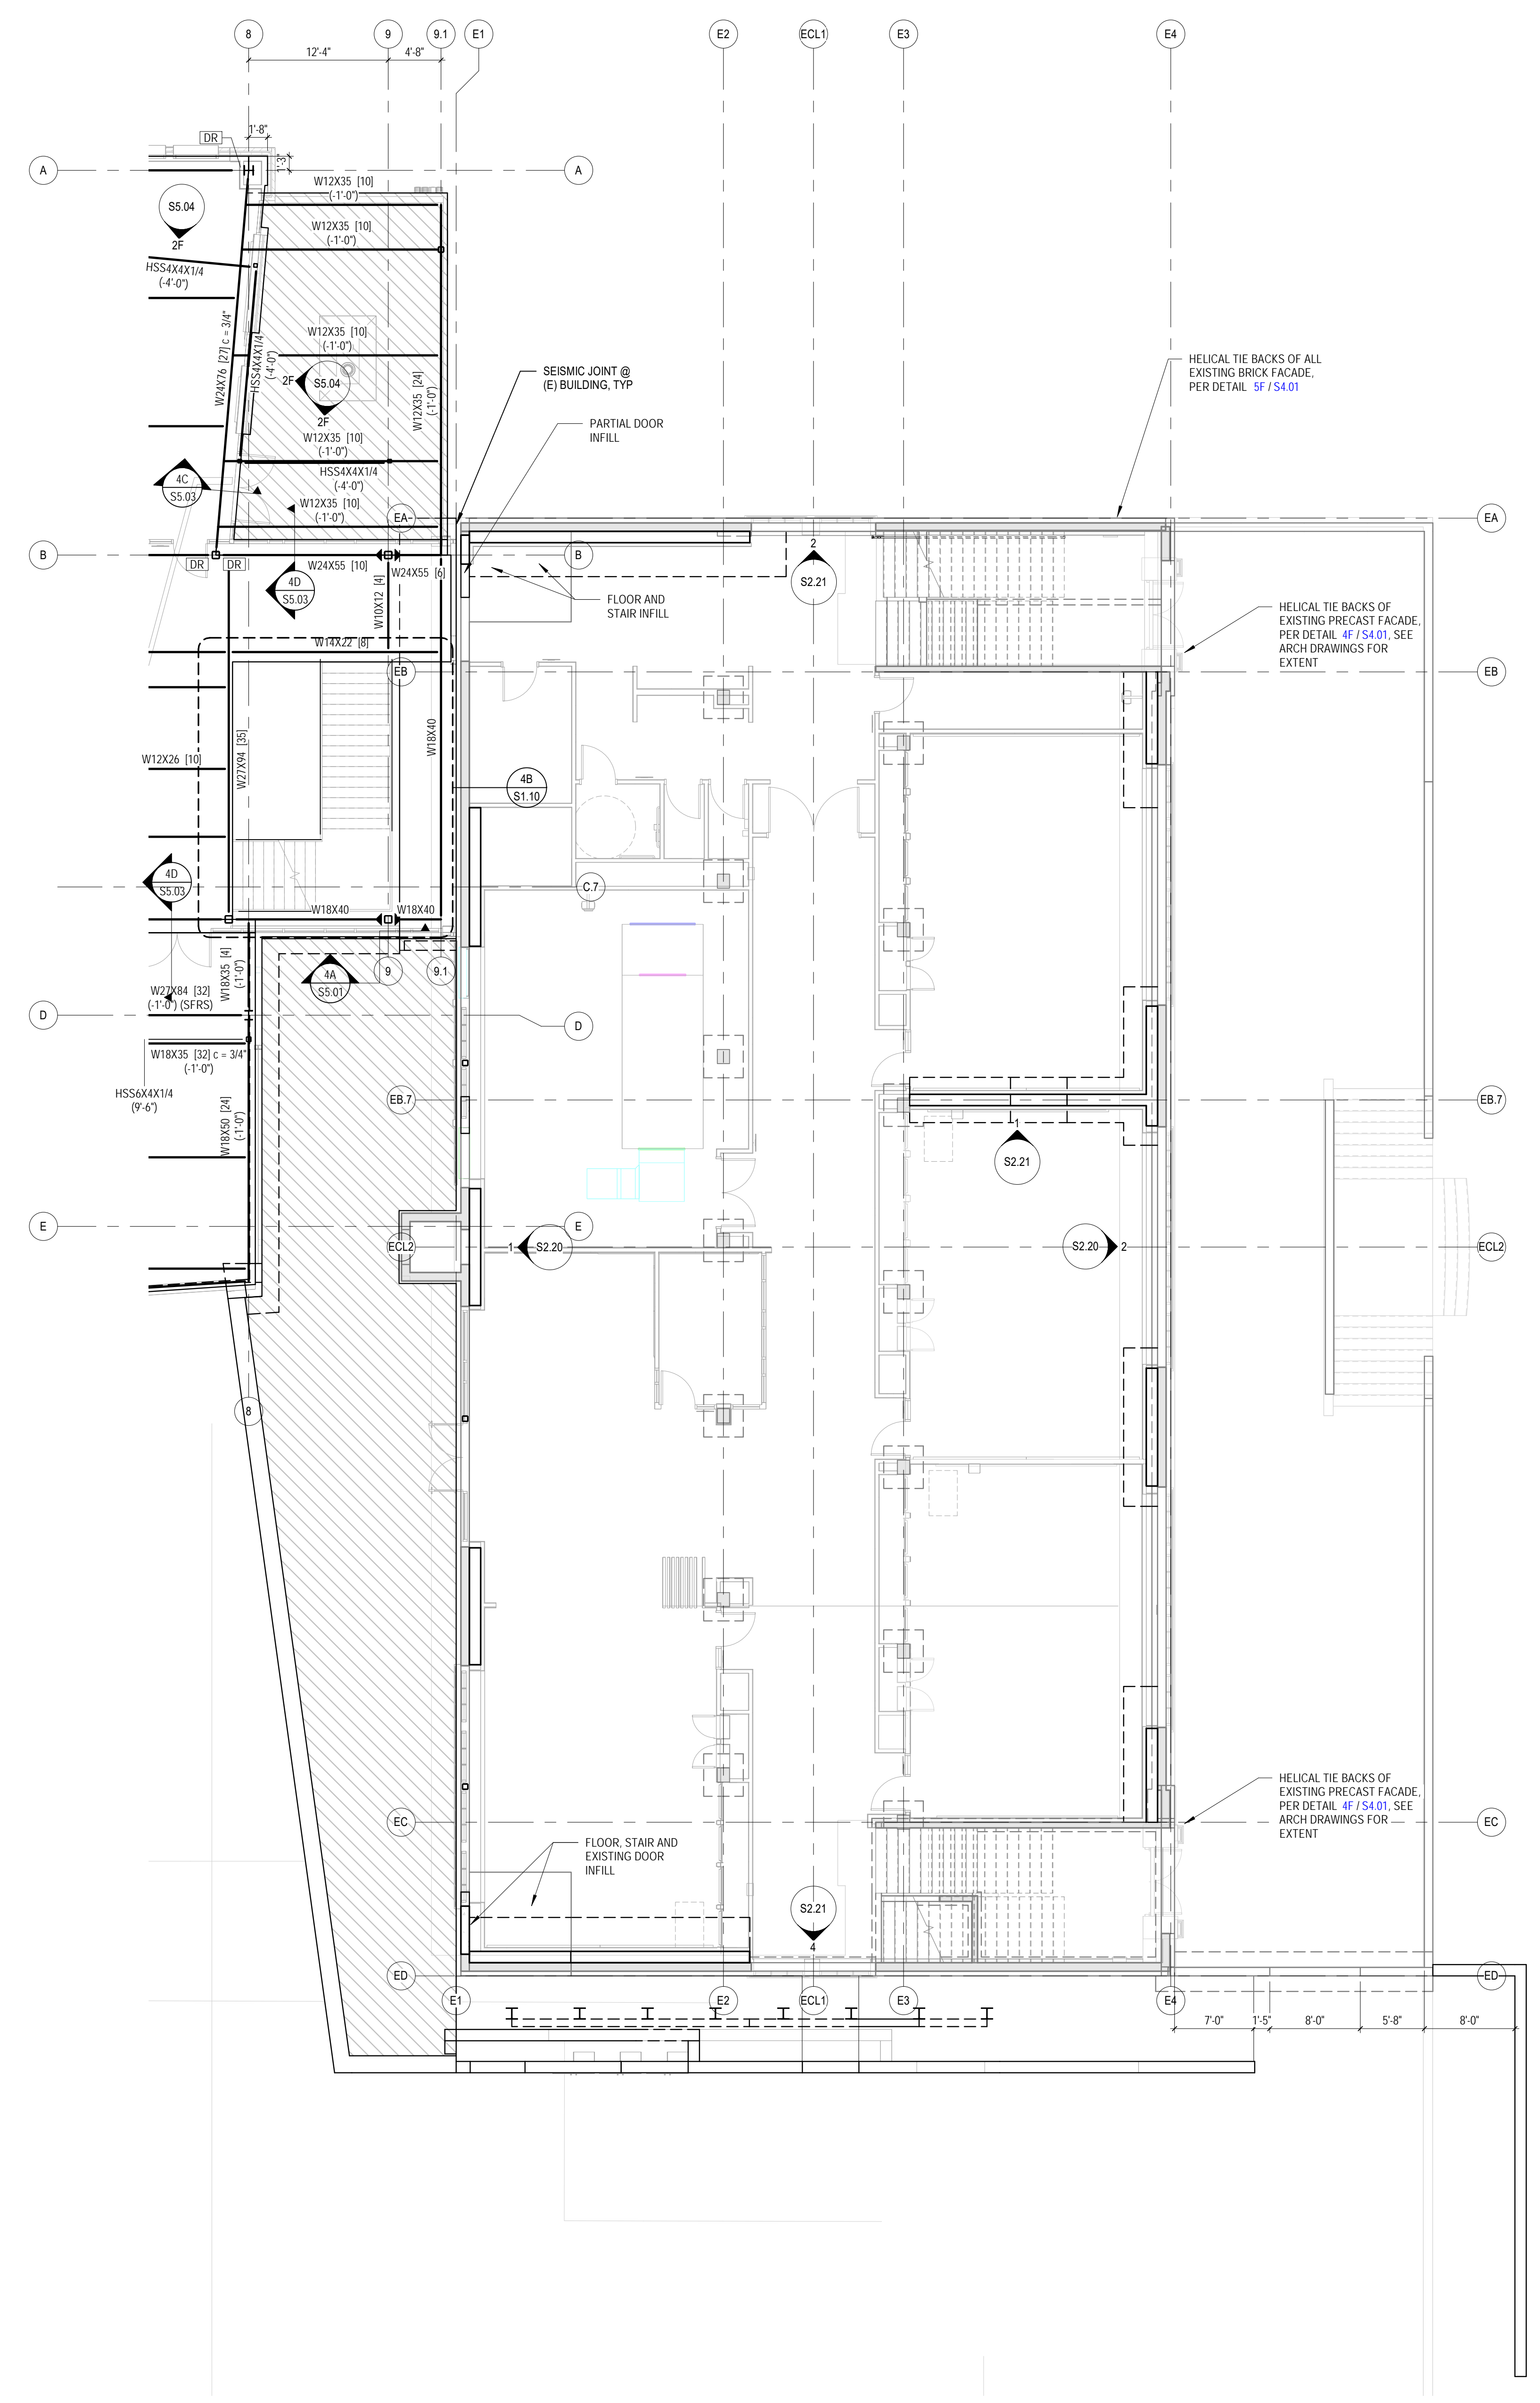 8
9
9.1
E1
E2
ECL1
E3
E4
12'-4"
4'-8"
1'-8"
DR
1'-3"
A
A
W12X35 [10]
(-1'-0")
S5.04
2F
W12X35 [10]
(-1'-0")
HSS4X4X1/4
(-4'-0")
W24X76 [27] c = 3/4"
HSS4X4X1/4
(-4'-0")
W12X35 [10]
(-1'-0")
2F
S5.04
2F
W12X35 [24]
(-1'-0")
SEISMIC JOINT @
(E) BUILDING, TYP
HELICAL TIE BACKS OF ALL
EXISTING BRICK FACADE,
PER DETAIL 5F / S4.01
PARTIAL DOOR
INFILL
W12X35 [10]
(-1'-0")
HSS4X4X1/4
(-4'-0")
4C
S5.03
W12X35 [10]
(-1'-0")
EA
EA
B
B
2
S2.21
DR
DR
W24X55 [10]
W24X55 [6]
4D
S5.03
W10X12 [4]
FLOOR AND
STAIR INFILL
HELICAL TIE BACKS OF
EXISTING PRECAST FACADE,
PER DETAIL 4F / S4.01, SEE
ARCH DRAWINGS FOR
EXTENT
W14X22 [8]
EB
EB
W18X40
W27X94 [35]
W12X26 [10]
4B
S1.10
4D
S5.03
C.7
W18X40
W18X40
4A
S5.01
9
9.1
W18X35 [4]
(-1'-0")
W27X84 [32]
(-1'-0") (SFRS)
D
D
W18X35 [32] c = 3/4"
(-1'-0")
HSS6X4X1/4
(9'-6")
EB.7
EB.7
W18X50 [24]
(-1'-0")
1
S2.21
E
E
ECL2
1
S2.20
S2.20
2
ECL2
8
HELICAL TIE BACKS OF
EXISTING PRECAST FACADE,
PER DETAIL 4F / S4.01, SEE
ARCH DRAWINGS FOR
EXTENT
EC
EC
FLOOR, STAIR AND
EXISTING DOOR
INFILL
S2.21
4
ED
ED
E1
E2
ECL1
E3
E4
7'-0"
1'-5"
8'-0"
5'-8"
8'-0"